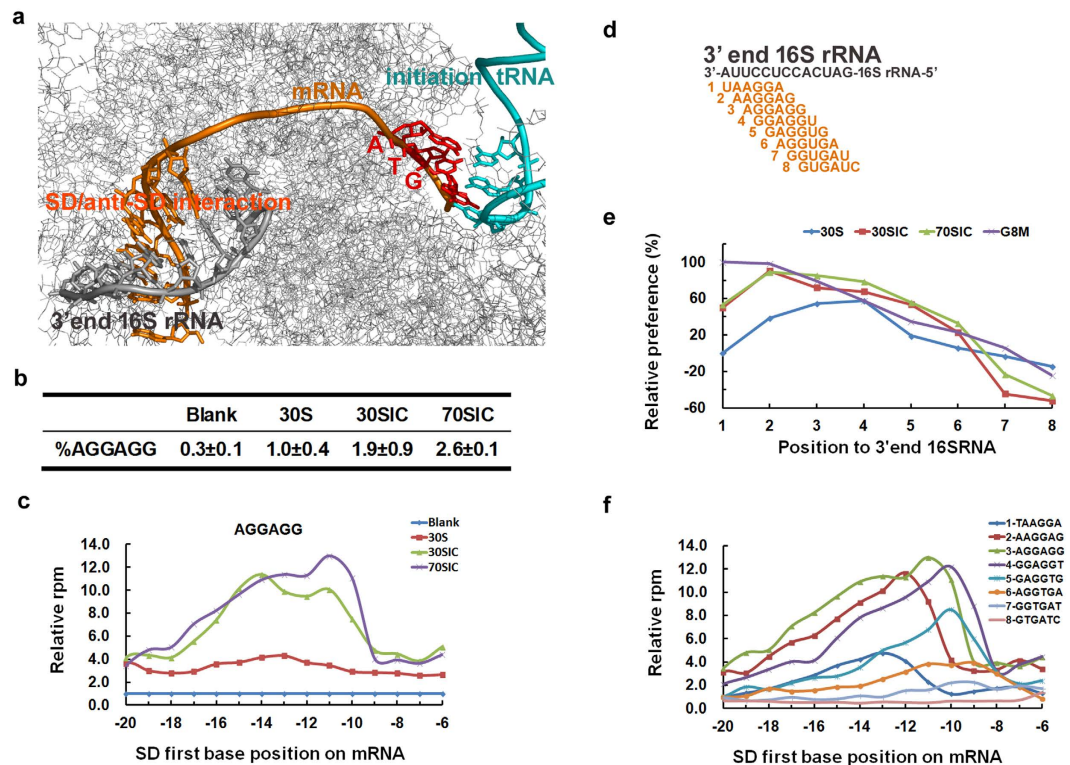 a
initiation tRNA
mRNA
A
T
G
SD/anti-SD interaction
3'end 16S rRNA
b
Blank 30S 30SIC 70SIC
%AGGAGG 0.3±0.1 1.0±0.4 1.9±0.9 2.6±0.1
c
AGGAGG
Blank
30S
30SIC
70SIC
Relative rpm
14.0
12.0
10.0
8.0
6.0
4.0
2.0
0.0
-20 -18 -16 -14 -12 -10 -8 -6
SD first base position on mRNA
d
3' end 16S rRNA
3'-AUUCCUCCACUAG-16S rRNA-5'
1 UAAGGA
2 AAGGAG
3 AGGAGG
4 GGAGGU
5 GAGGUG
6 AGGUGA
7 GGUGAU
8 GUGAUC
e
30S 30SIC 70SIC G8M
Relative preference (%)
100
60
20
-20
-60
1 2 3 4 5 6 7 8
Position to 3'end 16SRNA
f
1-TAAGGA
2-AAGGAG
3-AGGAGG
4-GGAGGT
5-GAGGTG
6-AGGTGA
7-GGTGAT
8-GTGATC
Relative rpm
14.0
12.0
10.0
8.0
6.0
4.0
2.0
0.0
-20 -18 -16 -14 -12 -10 -8 -6
SD first base position on mRNA